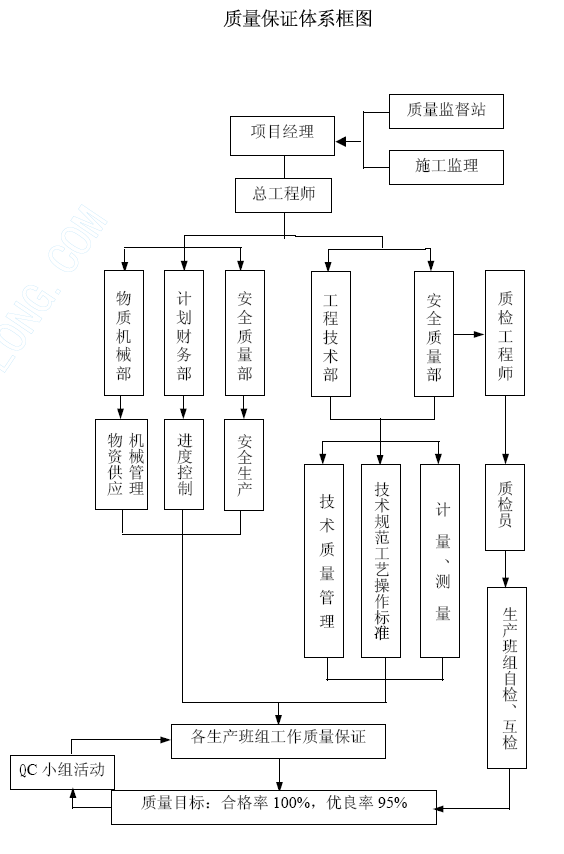 质量保证体系框图
质量监督站
项目经理
施工监理
总工程师
物质机械部
计划财务部
安全质量部
工程技术部
安全质量部
质检工程师
机械管理
物资供应
进度控制
安全生产
技术质量管理
技术规范工艺操作标准
计量、测量
质检员
生产班组自检、互检
各生产班组工作质量保证
QC 小组活动
质量目标：合格率 100%，优良率 95%
LONG.COM